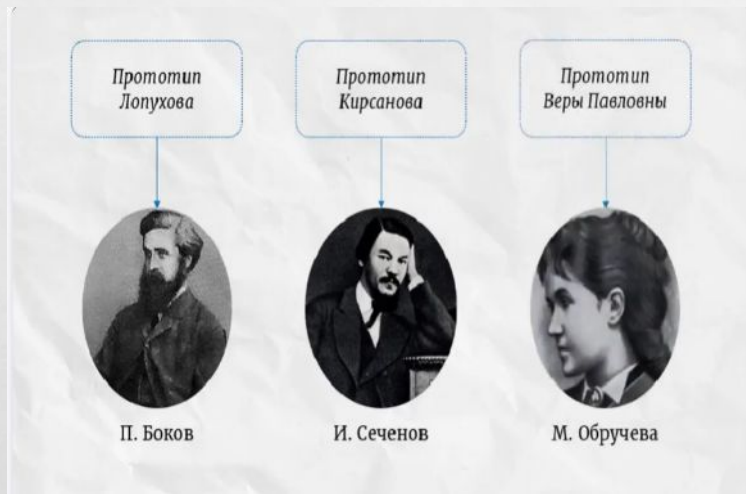 Прототип
Лопухова
Прототип
Кирсанова
Прототип
Веры Павловны
П. Боков
И. Сеченов
М. Обручева